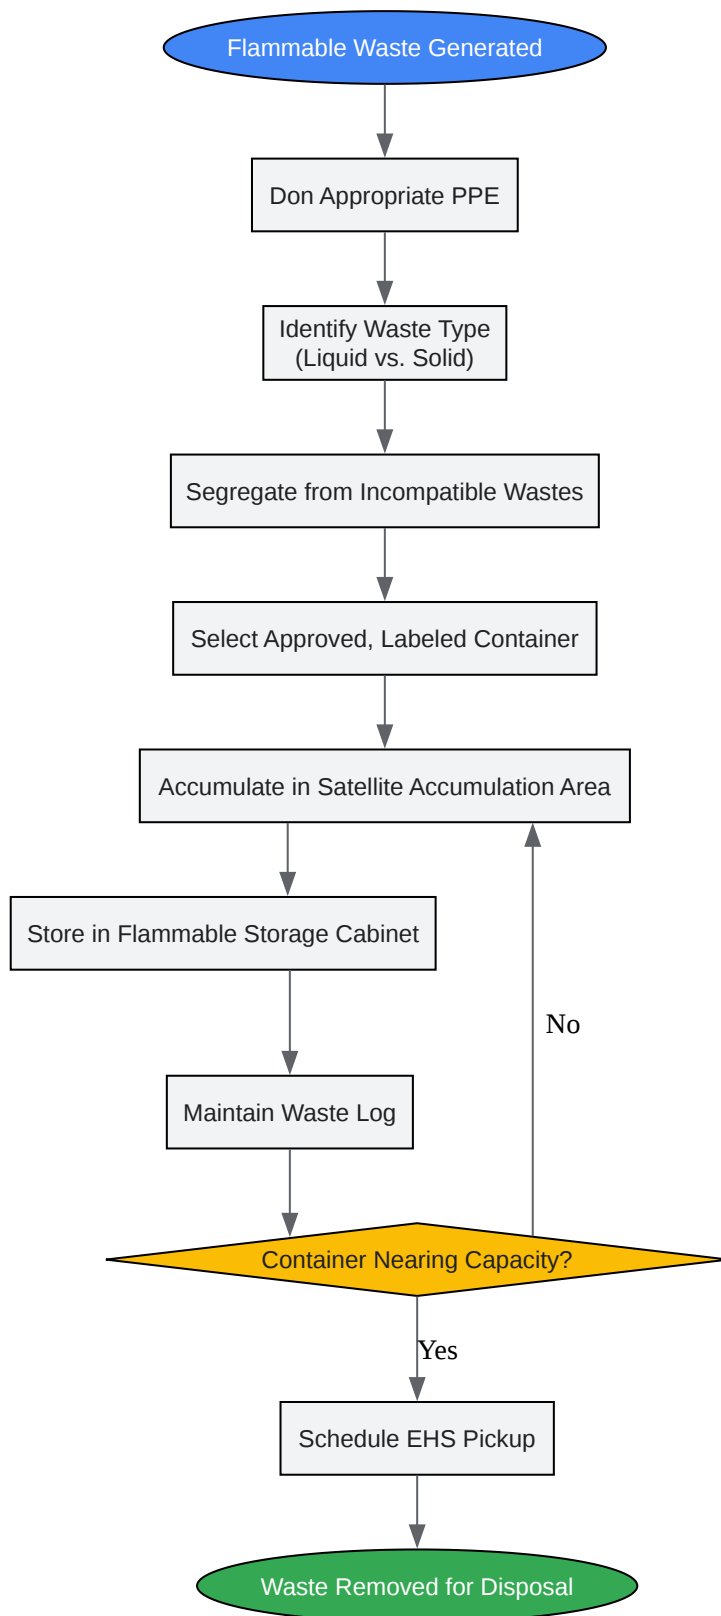 Flammable Waste Generated
Don Appropriate PPE
Identify Waste Type
(Liquid vs. Solid)
Segregate from Incompatible Wastes
Select Approved, Labeled Container
Accumulate in Satellite Accumulation Area
Store in Flammable Storage Cabinet
No
Maintain Waste Log
Container Nearing Capacity?
Yes
Schedule EHS Pickup
Waste Removed for Disposal